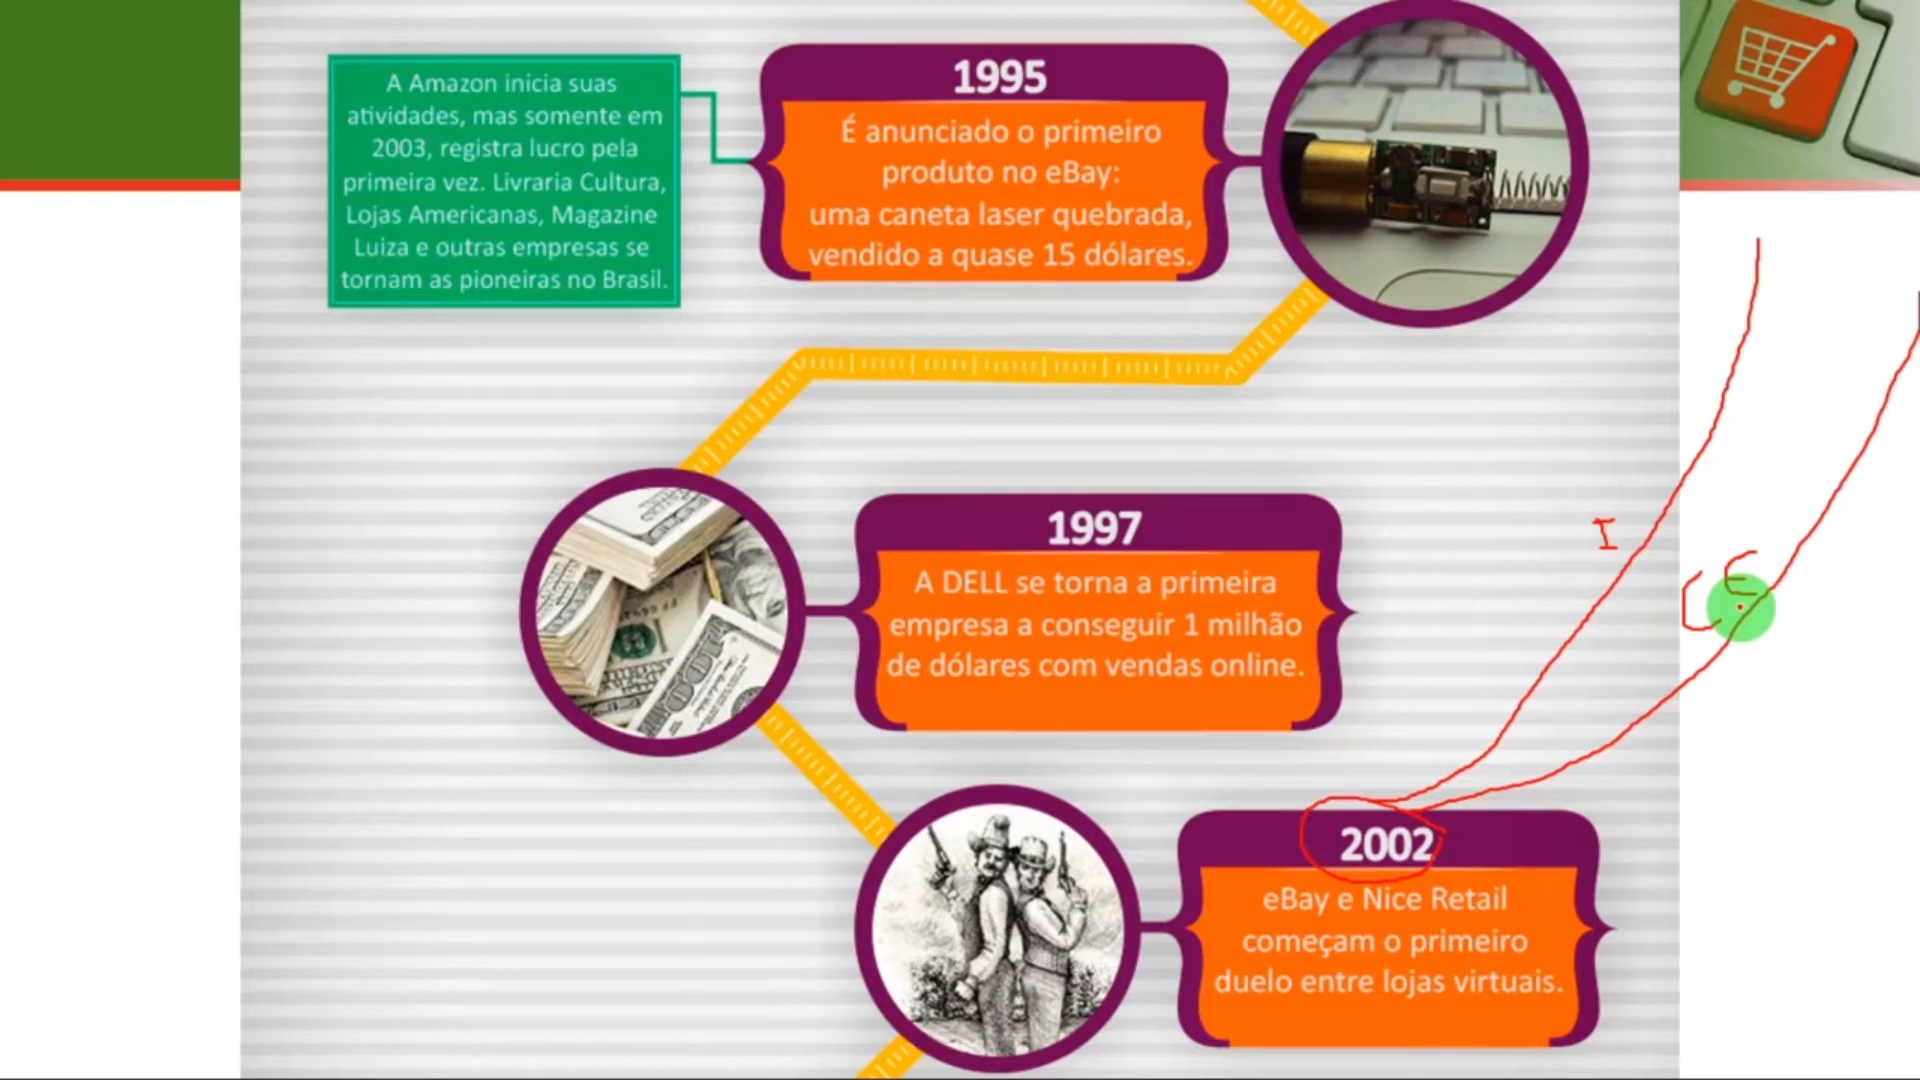 A Amazon inicia suas
atividades, mas somente em
2003, registra lucro pela
primeira vez. Livraria Cultura,
Lojas Americanas, Magazine
Luiza e outras empresas se
tornam as pioneiras no Brasil.
1995
É anunciado o primeiro
produto no eBay:
uma caneta laser quebrada,
vendido a quase 15 dólares.
1997
A DELL se torna a primeira
empresa a conseguir 1 milhão
de dólares com vendas online.
I
CE
2002
eBay e Nice Retail
começam o primeiro
duelo entre lojas virtuais.